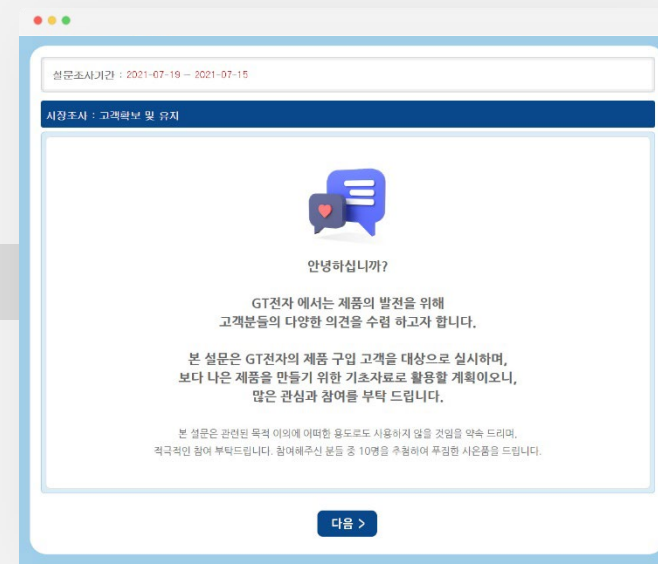 설문조사기간 : 2021-07-19 ~ 2021-07-15
시장조사 : 고객확보 및 유지
안녕하십니까?
GT전자 에서는 제품의 발전을 위해
고객분들의 다양한 의견을 수렴 하고자 합니다.
본 설문은 GT전자의 제품 구입 고객을 대상으로 실시하며,
보다 나은 제품을 만들기 위한 기초자료로 활용할 계획이오니,
많은 관심과 참여를 부탁 드립니다.
본 설문은 관련된 목적 이외에 어떠한 용도로도 사용하지 않을 것임을 약속 드리며,
적극적인 참여 부탁드립니다. 참여해주신 분들 중 10명을 추첨하여 푸짐한 사은품을 드립니다.
다음 >